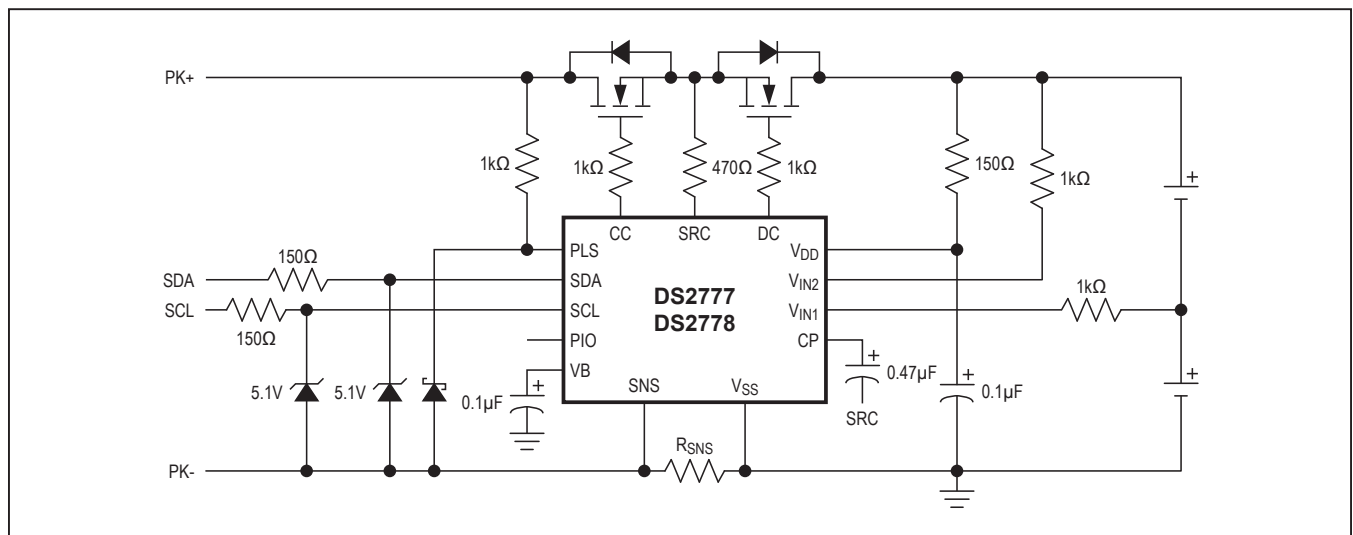 PK+
1kΩ
1kΩ
470Ω
1kΩ
150Ω
1kΩ
CC
SRC
DC
PLS
VDD
150Ω
SDA
SDA
VIN2
1kΩ
SCL
SCL
DS2777
DS2778
VIN1
150Ω
PIO
CP
VB
SNS
VSS
0.47µF
5.1V
5.1V
0.1µF
SRC
0.1µF
RSNS
PK-
+
+
+
+
+